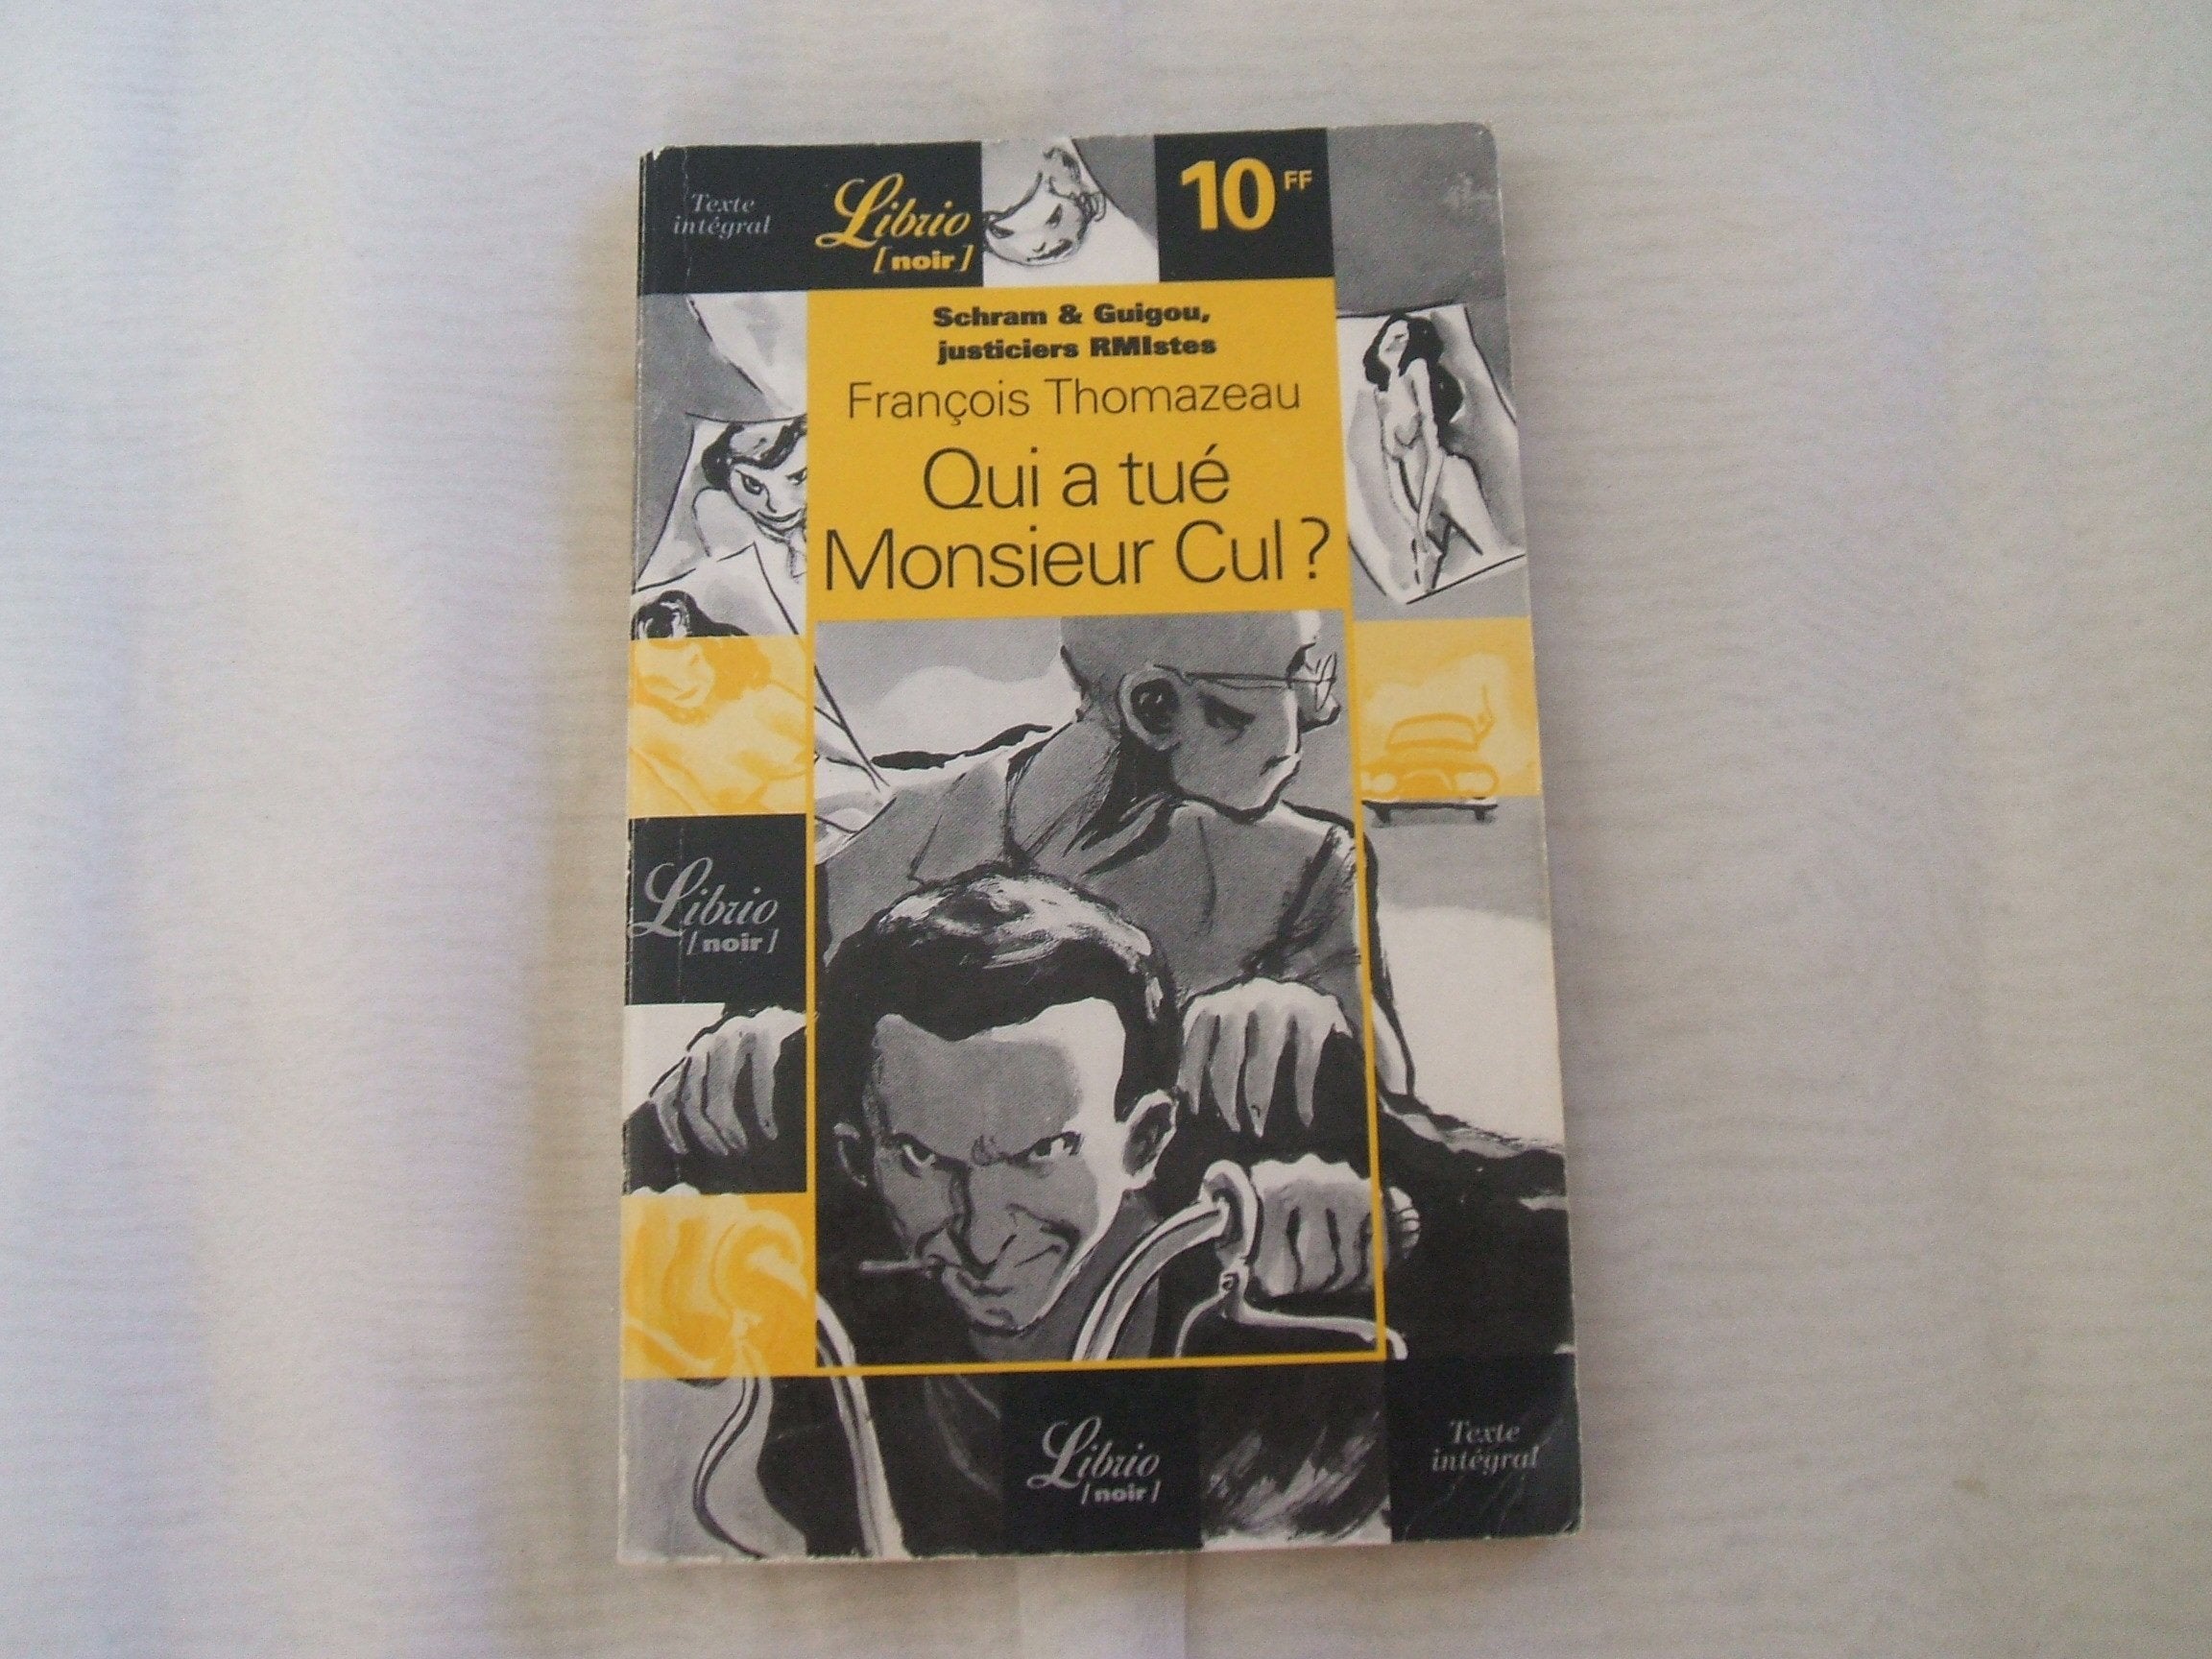 Texte
intégral
Librio
[noir]
10 FF
Schram & Guigou,
justiciers RMIstes
François Thomazeau
Qui a tué
Monsieur Cul ?
Librio
[noir]
Librio
[noir]
Texte
intégral